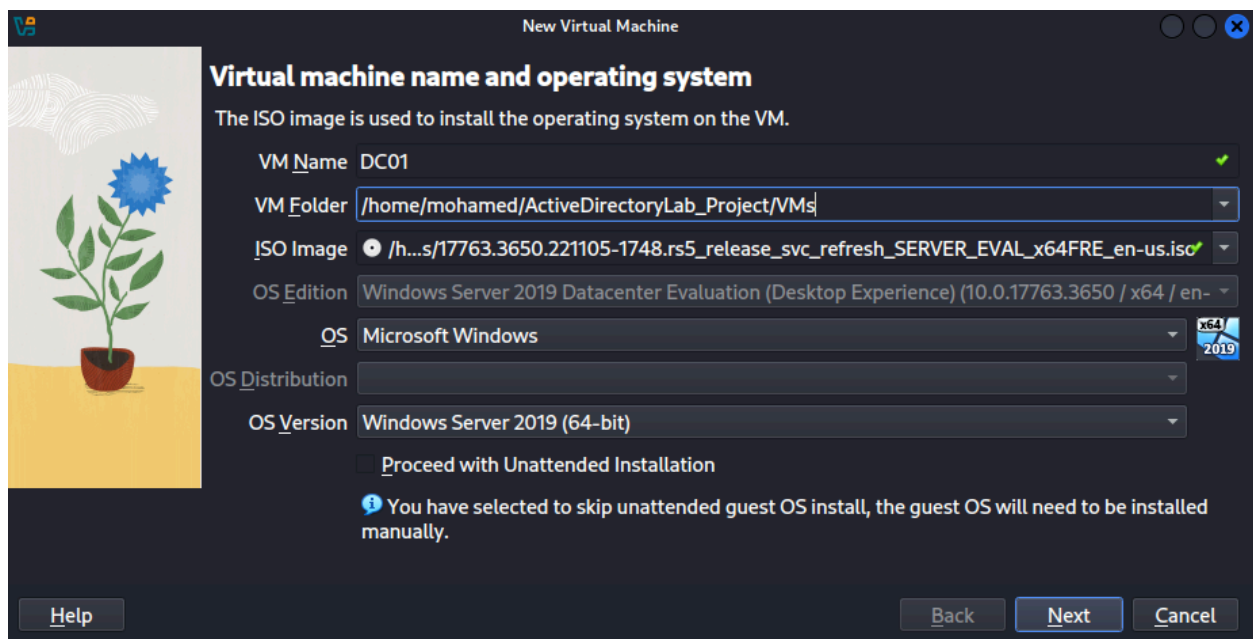 New Virtual Machine
Virtual machine name and operating system
The ISO image is used to install the operating system on the VM.
VM Name DC01
VM Folder /home/mohamed/ActiveDirectoryLab_Project/VMs
ISO Image /h...s/17763.3650.221105-1748.rs5_release_svc_refresh_SERVER_EVAL_x64FRE_en-us.iso
OS Edition Windows Server 2019 Datacenter Evaluation (Desktop Experience) (10.0.17763.3650 / x64 / en-
OS Microsoft Windows x64 2019
OS Distribution
OS Version Windows Server 2019 (64-bit)
Proceed with Unattended Installation
You have selected to skip unattended guest OS install, the guest OS will need to be installed
manually.
Help Back Next Cancel